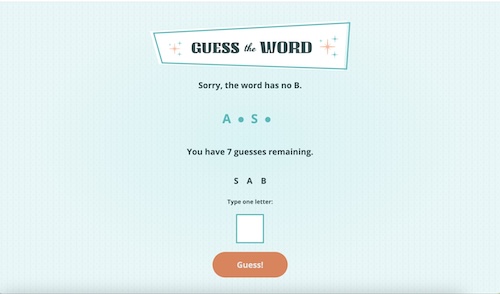 GUESS the WORD
Sorry, the word has no B.
A ● S ●
You have 7 guesses remaining.
S A B
Type one letter:
Guess!